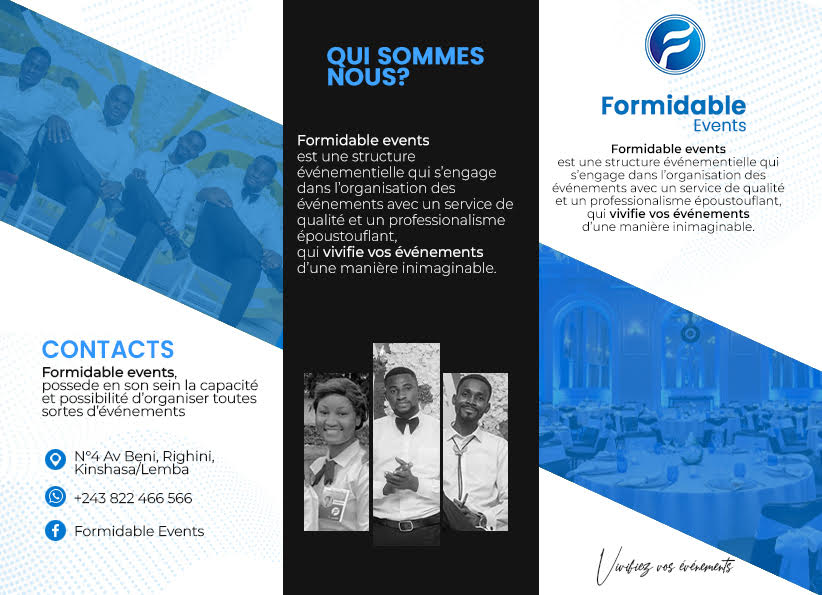 CONTACTS
Formidable events,
possede en son sein la capacité
et possibilité d'organiser toutes
sortes d'événements
N°4 Av Beni, Righini,
Kinshasa/Lemba
+243 822 466 566
Formidable Events
QUI SOMMES
NOUS?
Formidable events
est une structure
événementielle qui s'engage
dans l'organisation des
événements avec un service de
qualité et un professionalisme
époustouflant,
qui vivifie vos événements
d'une manière inimaginable.
Formidable
Events
Formidable events
est une structure événementielle qui
s'engage dans l'organisation des
événements avec un service de qualité
et un professionalisme époustouflant,
qui vivifie vos événements
d'une manière inimaginable.
Vivifiez vos événements